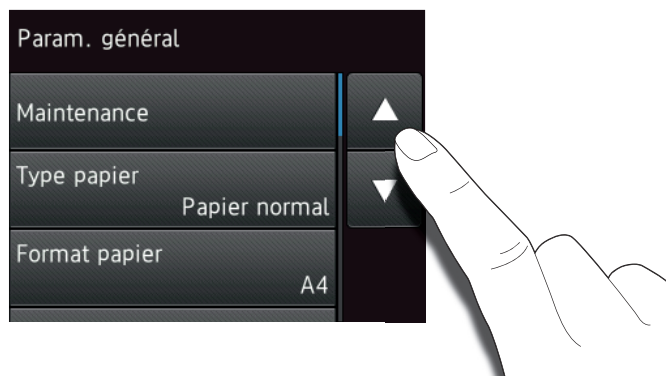 Param. général
Maintenance
Type papier
Papier normal
Format papier
A4